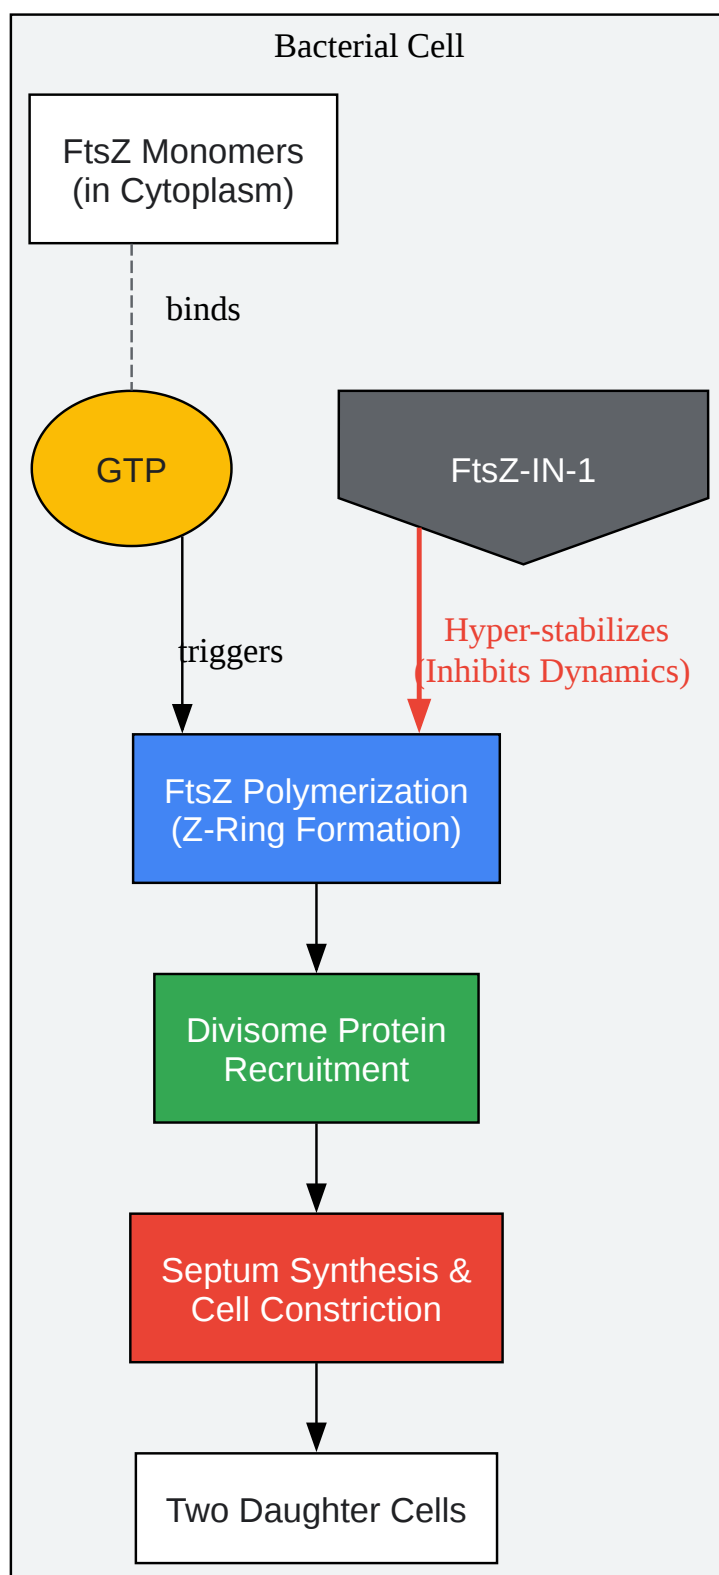 Bacterial Cell
FtsZ Monomers
(in Cytoplasm)
binds
GTP
FtsZ-IN-1
triggers
Hyper-stabilizes
(Inhibits Dynamics)
FtsZ Polymerization
(Z-Ring Formation)
Divisome Protein
Recruitment
Septum Synthesis &
Cell Constriction
Two Daughter Cells